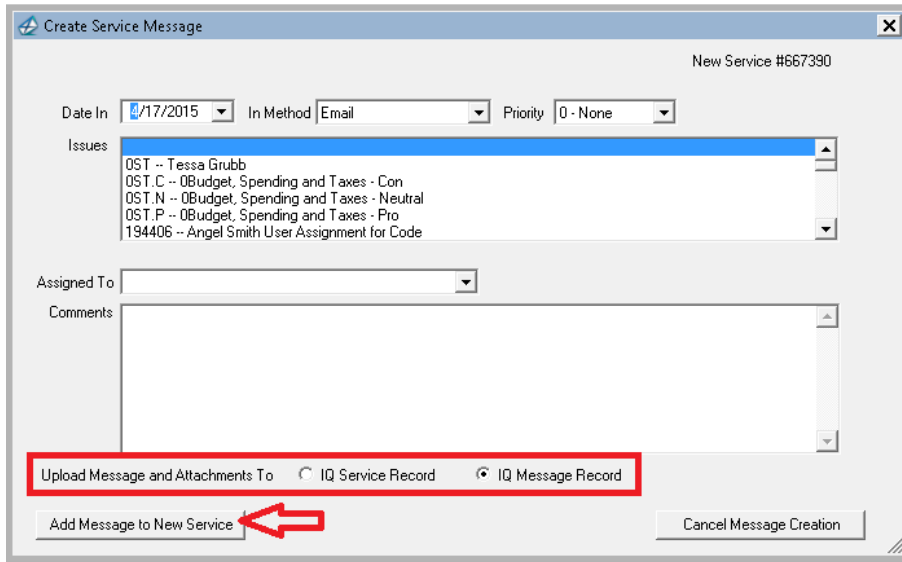 Create Service Message
New Service #667390
Date In 4/17/2015 In Method Email Priority 0 - None
Issues
0ST -- Tessa Grubb
0ST.C -- 0Budget, Spending and Taxes - Con
0ST.N -- 0Budget, Spending and Taxes - Neutral
0ST.P -- 0Budget, Spending and Taxes - Pro
194406 -- Angel Smith User Assignment for Code
Assigned To
Comments
Upload Message and Attachments To IQ Service Record IQ Message Record
Add Message to New Service Cancel Message Creation